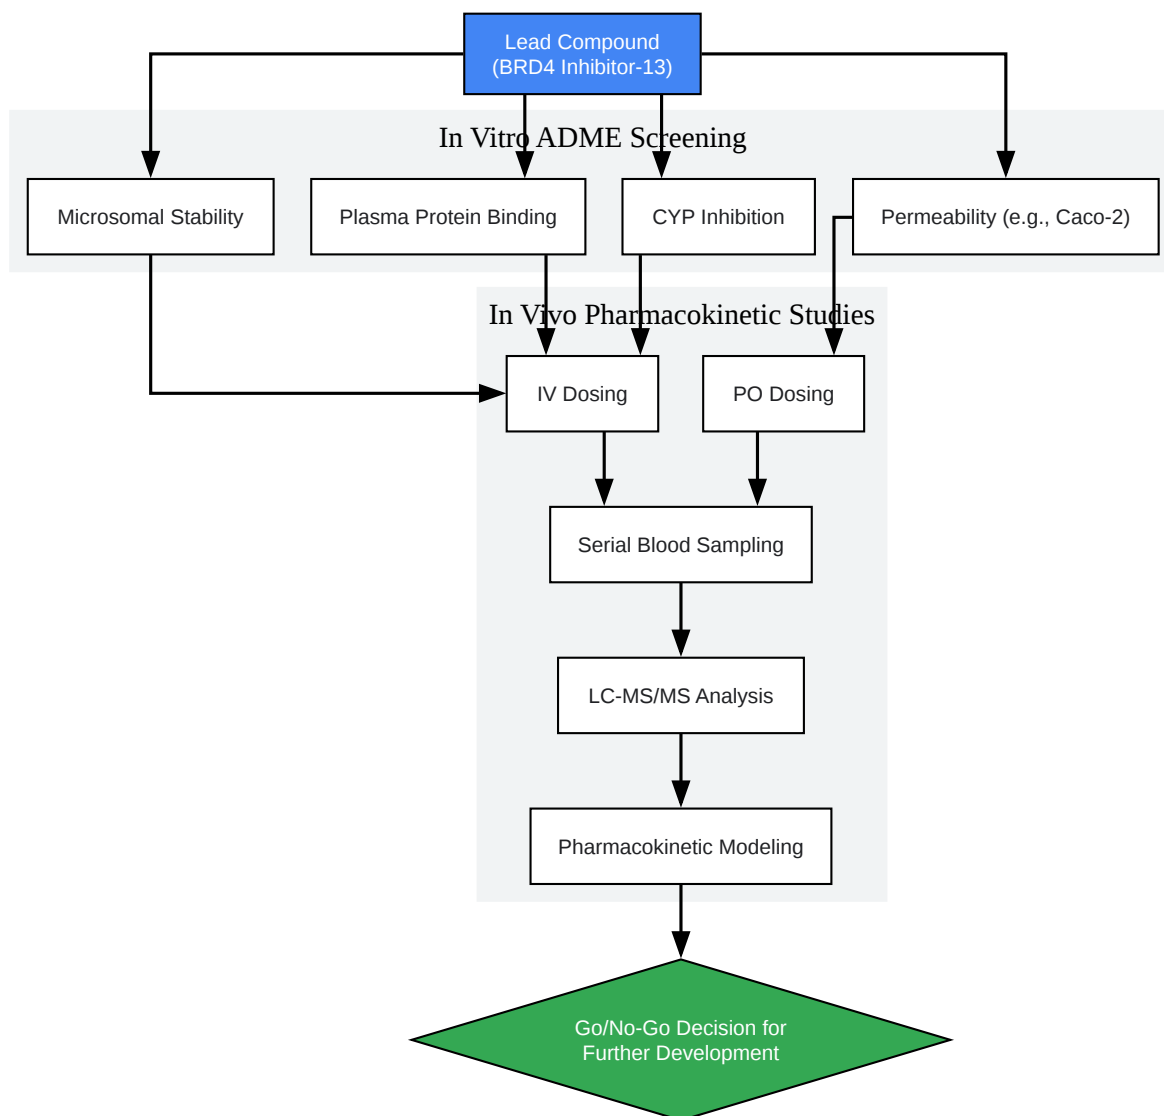 Lead Compound
(BRD4 Inhibitor-13)
In Vitro ADME Screening
Microsomal Stability
Plasma Protein Binding
CYP Inhibition
Permeability (e.g., Caco-2)
In Vivo Pharmacokinetic Studies
IV Dosing
PO Dosing
Serial Blood Sampling
LC-MS/MS Analysis
Pharmacokinetic Modeling
Go/No-Go Decision for
Further Development